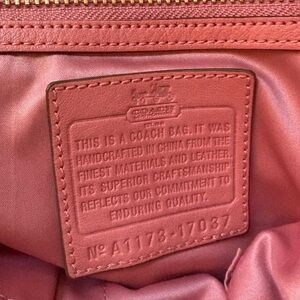 COACH
THIS IS A COACH BAG. IT WAS
HANDCRAFTED IN CHINA FROM THE
FINEST MATERIALS AND LEATHER
ITS SUPERIOR CRAFTSMANSHIP
REFLECTS OUR COMMITMENT TO
ENDURING QUALITY.
Nº A1173-17037